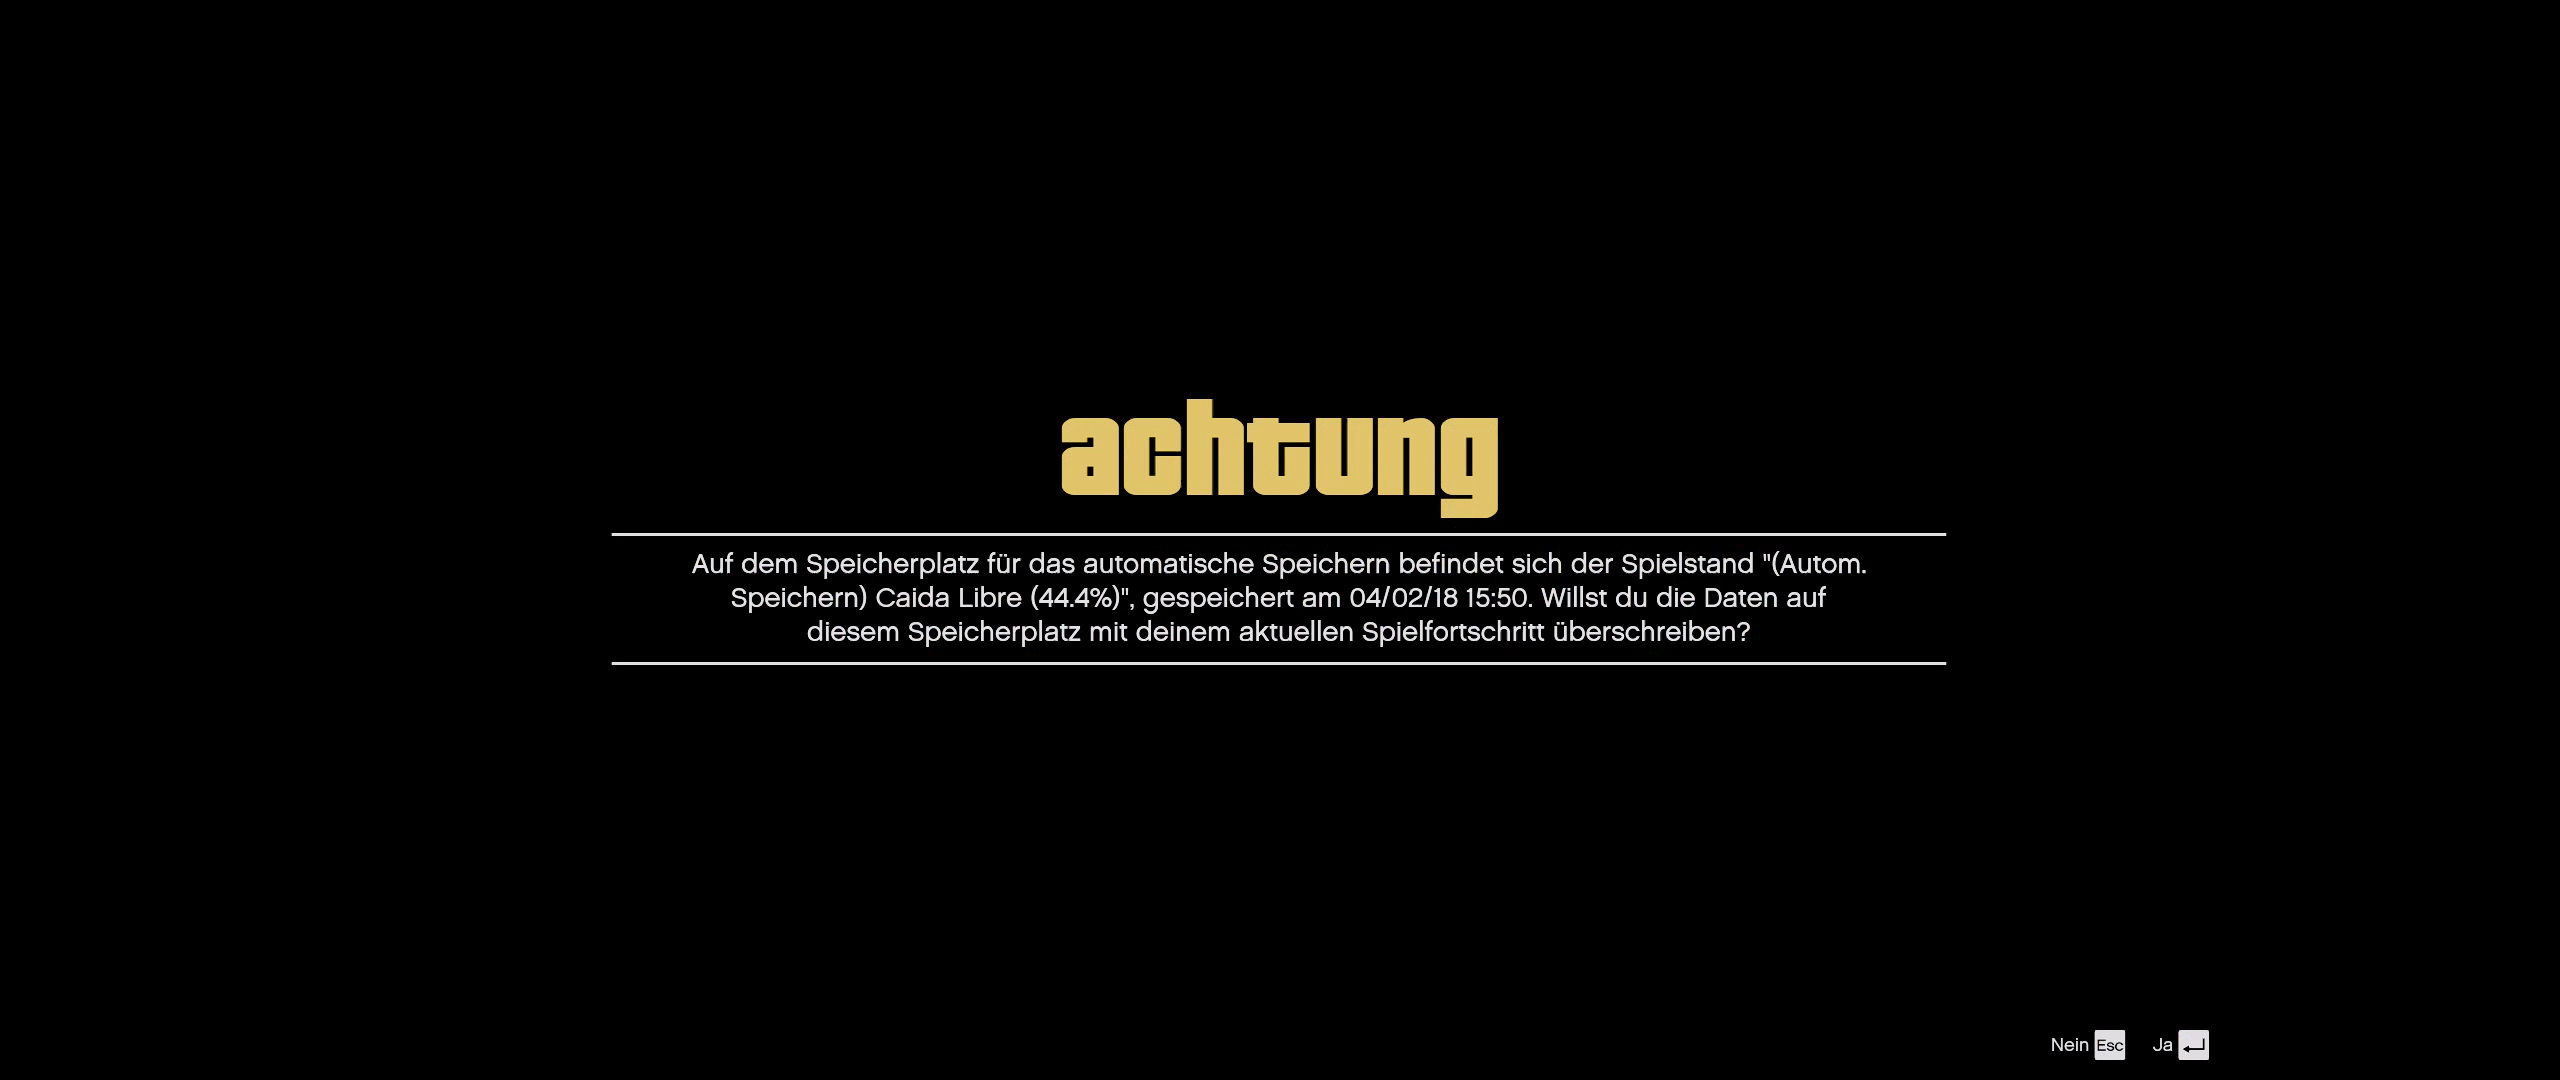 achtung
Auf dem Speicherplatz für das automatische Speichern befindet sich der Spielstand "(Autom.
Speichern) Caida Libre (44.4%)", gespeichert am 04/02/18 15:50. Willst du die Daten auf
diesem Speicherplatz mit deinem aktuellen Spielfortschritt überschreiben?
Nein Esc Ja